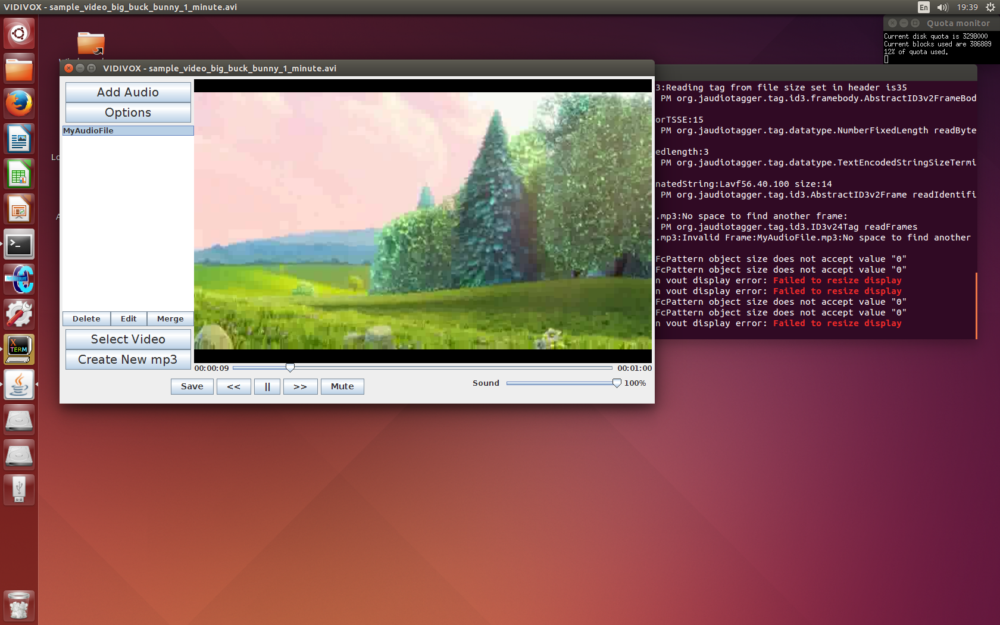 VIDIVOX - sample_video_big_buck_bunny_1_minute.avi
En
19:39
Quota monitor
Current disk quota is 3298000
Current blocks used are 386889
12% of quota used.
VIDIVOX - sample_video_big_buck_bunny_1_minute.avi
Add Audio
Options
MyAudioFile
Lo
A
Delete Edit Merge
Select Video
Create New mp3
00:00:09
00:01:00
Save << || >> Mute
Sound 100%
3:Reading tag from file size set in header is35
PM org.jaudiotagger.tag.id3.framebody.AbstractID3v2FrameBod
orTSSE:15
PM org.jaudiotagger.tag.datatype.NumberFixedLength readByte
edlength:3
PM org.jaudiotagger.tag.datatype.TextEncodedStringSizeTermi
natedString:Lavf56.40.100 size:14
PM org.jaudiotagger.tag.id3.AbstractID3v2Frame readIdentifi
.mp3:No space to find another frame:
PM org.jaudiotagger.tag.id3.ID3v24Tag readFrames
.mp3:Invalid Frame:MyAudioFile.mp3:No space to find another
FcPattern object size does not accept value "0"
FcPattern object size does not accept value "0"
n vout display error: Failed to resize display
n vout display error: Failed to resize display
FcPattern object size does not accept value "0"
FcPattern object size does not accept value "0"
n vout display error: Failed to resize display
X
TERM